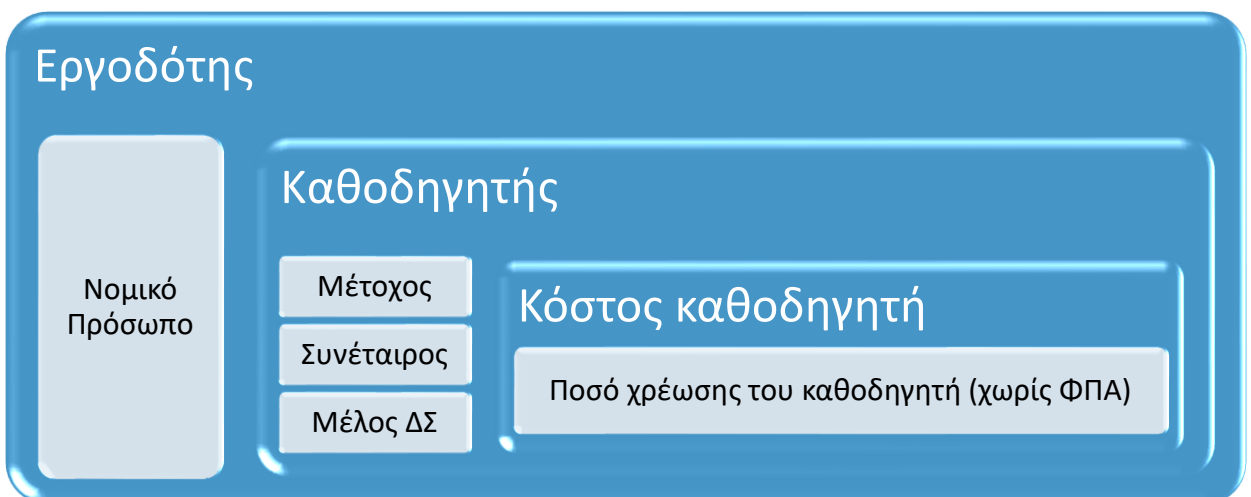 Εργοδότης
Νομικό
Πρόσωπο
Καθοδηγητής
Μέτοχος
Συνέταιρος
Μέλος ΔΣ
Κόστος καθοδηγητή
Ποσό χρέωσης του καθοδηγητή (χωρίς ΦΠΑ)